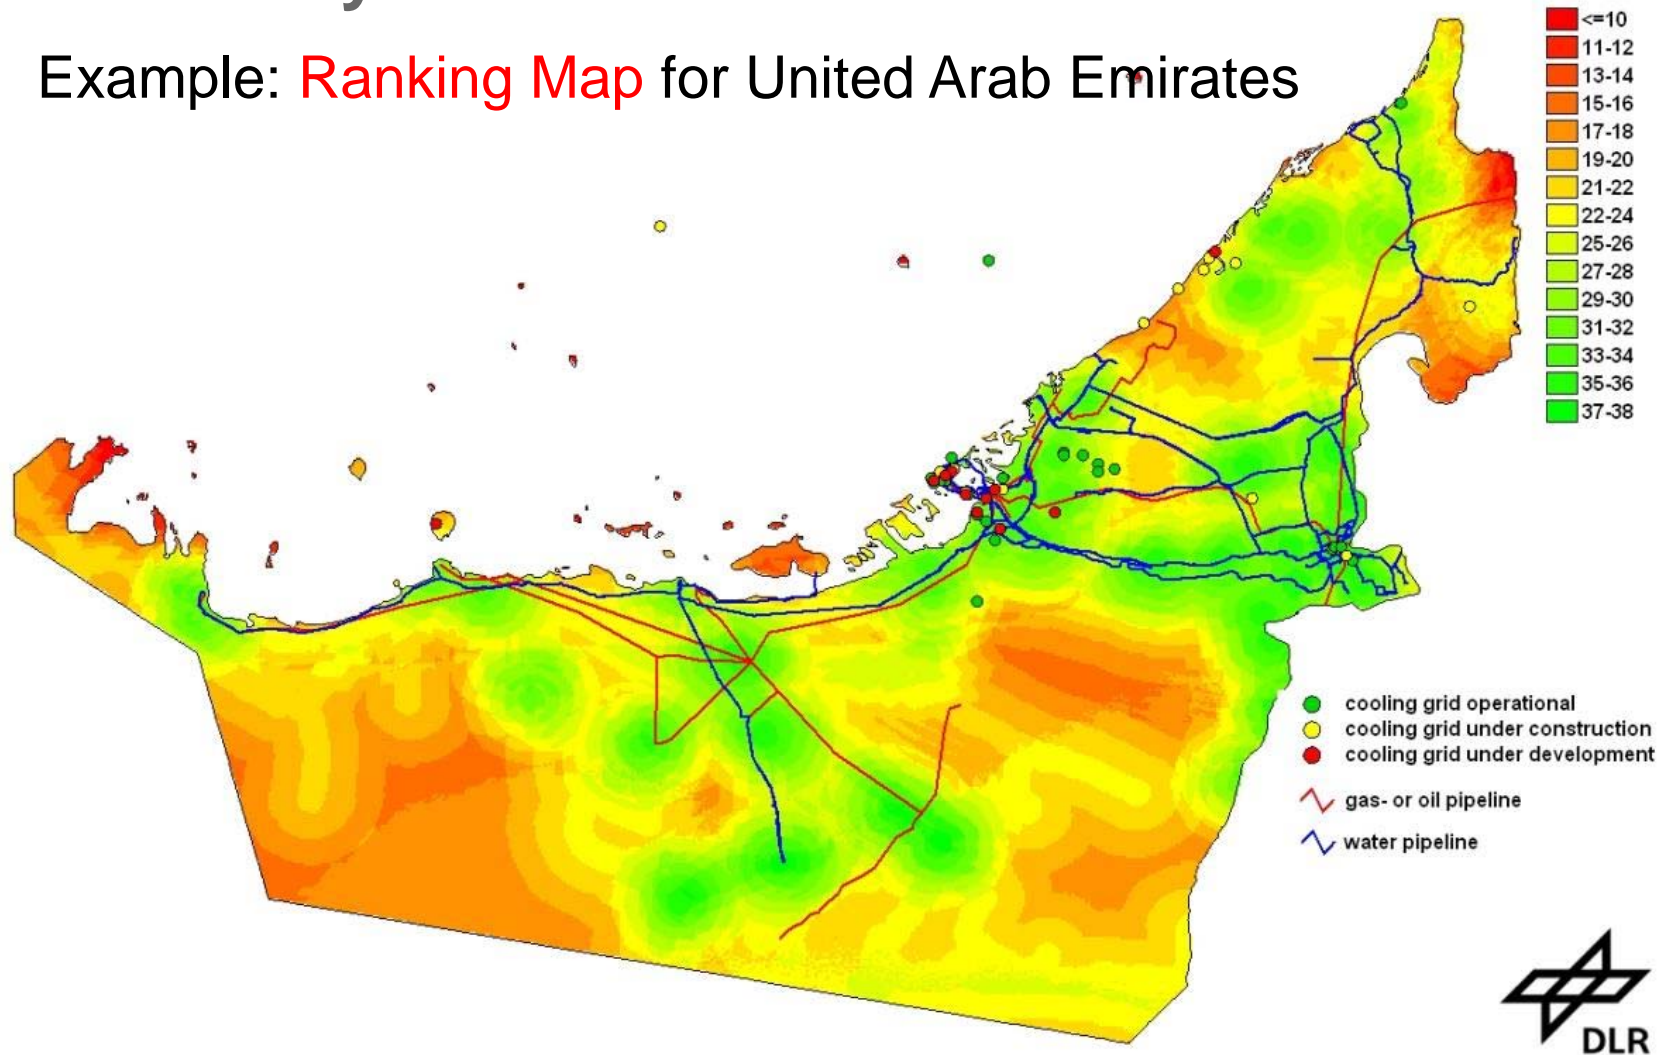 Example: Ranking Map for United Arab Emirates
<=10
11-12
13-14
15-16
17-18
19-20
21-22
22-24
25-26
27-28
29-30
31-32
33-34
35-36
37-38
cooling grid operational
cooling grid under construction
cooling grid under development
gas- or oil pipeline
water pipeline
DLR